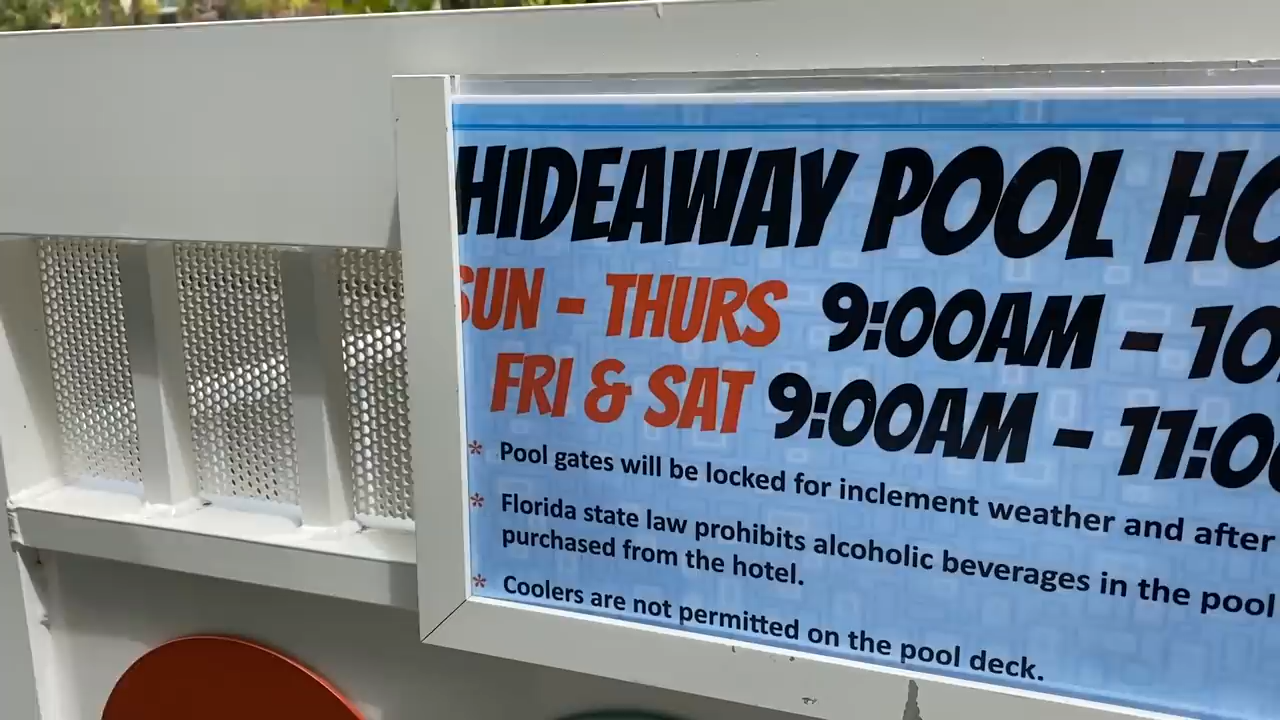 HIDEAWAY POOL
SUN - THURS 9:00AM -
FRI & SAT 9:00AM -
* Pool gates will be locked for inclement weather and after
* Florida state law prohibits alcoholic beverages in the pool
purchased from the hotel.
* Coolers are not permitted on the pool deck.